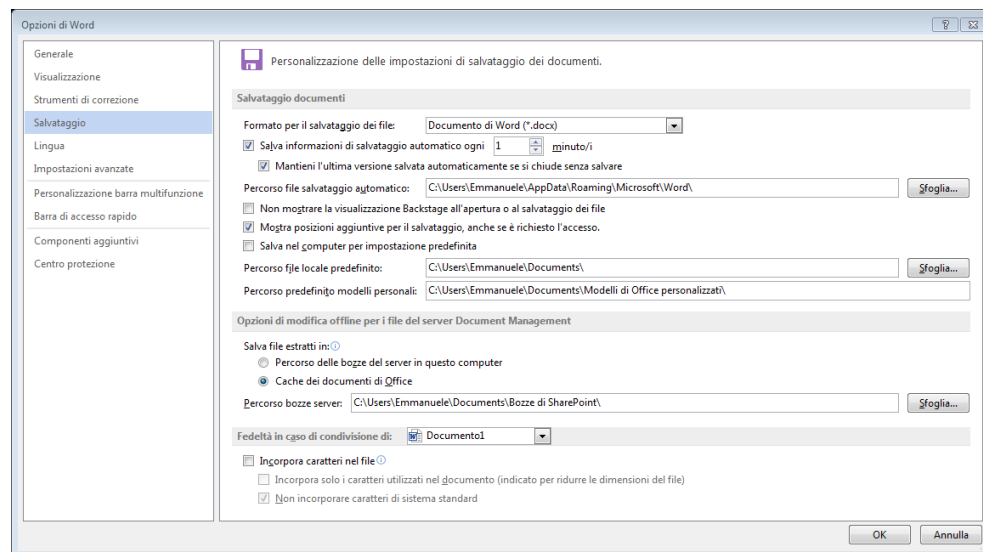 Opzioni di Word
Generale
Visualizzazione
Strumenti di correzione
Salvataggio
Lingua
Impostazioni avanzate
Personalizzazione barra multifunzione
Barra di accesso rapido
Componenti aggiuntivi
Centro protezione
Personalizzazione delle impostazioni di salvataggio dei documenti.
Salvataggio documenti
Formato per il salvataggio dei file: Documento di Word (*.docx)
Salva informazioni di salvataggio automatico ogni 1 minuto/i
Mantieni l'ultima versione salvata automaticamente se si chiude senza salvare
Percorso file salvataggio automatico: C:\Users\Emmanuele\AppData\Roaming\Microsoft\Word\ Sfoglia...
Non mostrare la visualizzazione Backstage all'apertura o al salvataggio dei file
Mostra posizioni aggiuntive per il salvataggio, anche se è richiesto l'accesso.
Salva nel computer per impostazione predefinita
Percorso file locale predefinito: C:\Users\Emmanuele\Documents\ Sfoglia...
Percorso predefinito modelli personali: C:\Users\Emmanuele\Documents\Modelli di Office personalizzati\
Opzioni di modifica offline per i file del server Document Management
Salva file estratti in:
Percorso delle bozze del server in questo computer
Cache dei documenti di Office
Percorso bozze server: C:\Users\Emmanuele\Documents\Bozze di SharePoint\ Sfoglia...
Fedeltà in caso di condivisione di: Documento1
Incorpora caratteri nel file
Incorpora solo i caratteri utilizzati nel documento (indicato per ridurre le dimensioni del file)
Non incorporare caratteri di sistema standard
OK Annulla